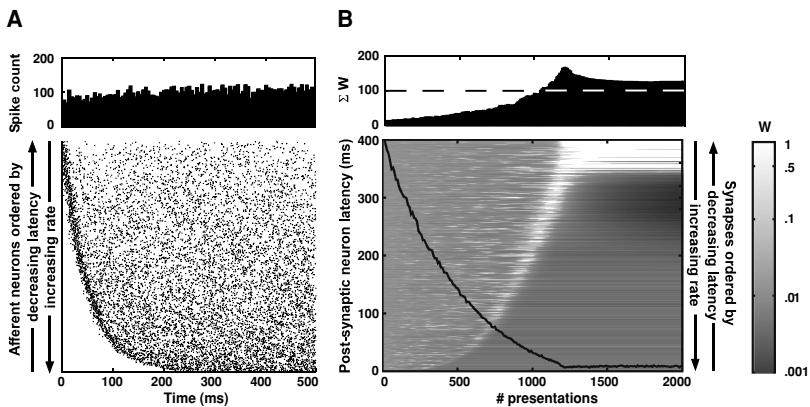 A
Spike count
200
100
0
Afferent neurons ordered by
decreasing latency
increasing rate
0
100
200
300
400
500
Time (ms)
B
Σ W
200
100
0
Post-synaptic neuron latency (ms)
400
300
200
100
0
0
500
1000
1500
2000
# presentations
increasing rate
decreasing latency
Synapses ordered by
W
1
.5
.1
.01
.001